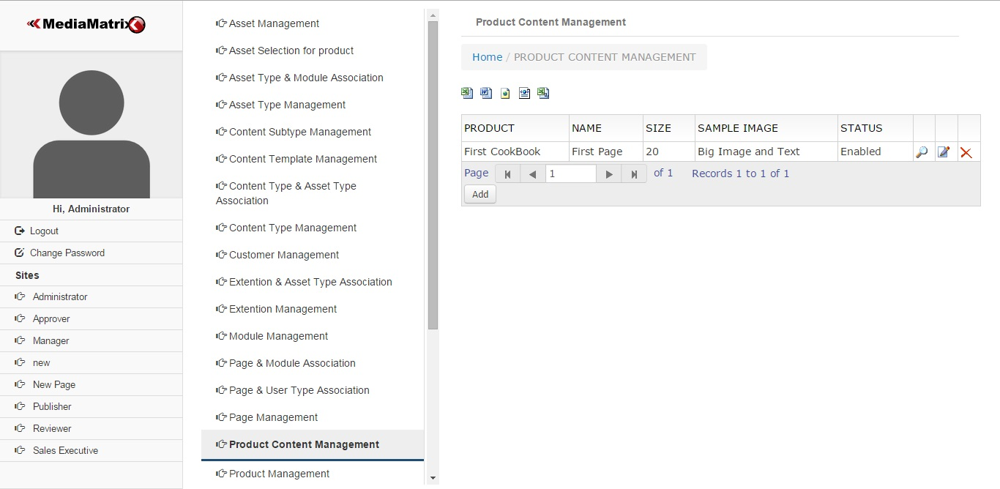 MediaMatrix
Hi, Administrator
Logout
Change Password
Sites
Administrator
Approver
Manager
new
New Page
Publisher
Reviewer
Sales Executive
Asset Management
Asset Selection for product
Asset Type & Module Association
Asset Type Management
Content Subtype Management
Content Template Management
Content Type & Asset Type
Association
Content Type Management
Customer Management
Extention & Asset Type Association
Extention Management
Module Management
Page & Module Association
Page & User Type Association
Page Management
Product Content Management
Product Management
Product Content Management
Home / PRODUCT CONTENT MANAGEMENT
PRODUCT NAME SIZE SAMPLE IMAGE STATUS
First CookBook First Page 20 Big Image and Text Enabled
Page 1 of 1 Records 1 to 1 of 1
Add